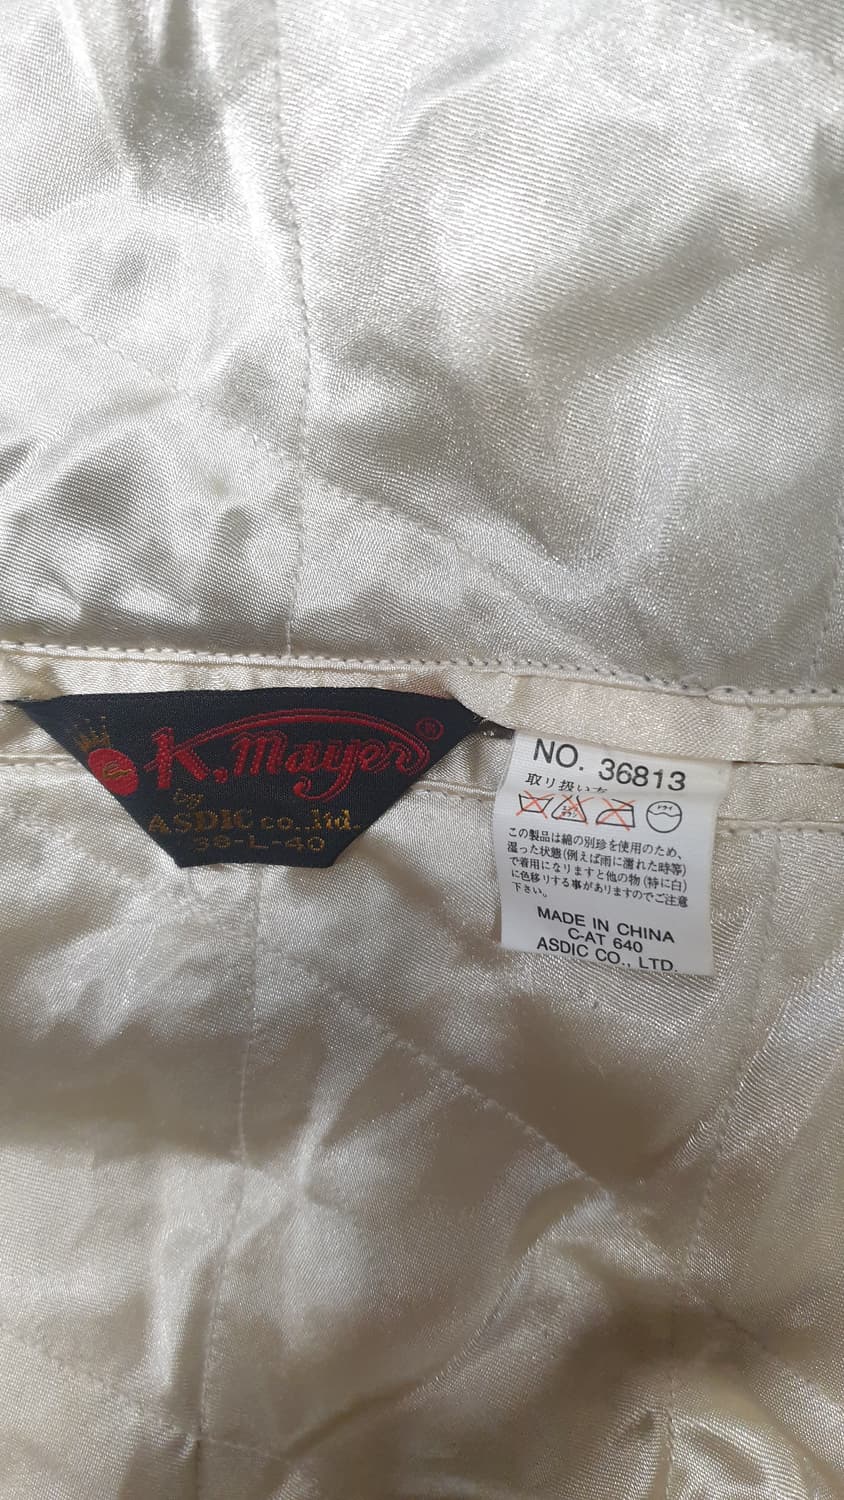 K. Mayer ®
by
ASDIC co.,ltd.
38-L-40
NO. 36813
取り扱い方
ドライ
この製品は綿の別珍を使用のため、
湿った状態(例えば雨に濡れた時等)
で着用になりますと他の物(特に白)
に色移りする事がありますのでご注意
下さい。
MADE IN CHINA
C-AT 640
ASDIC CO., LTD.